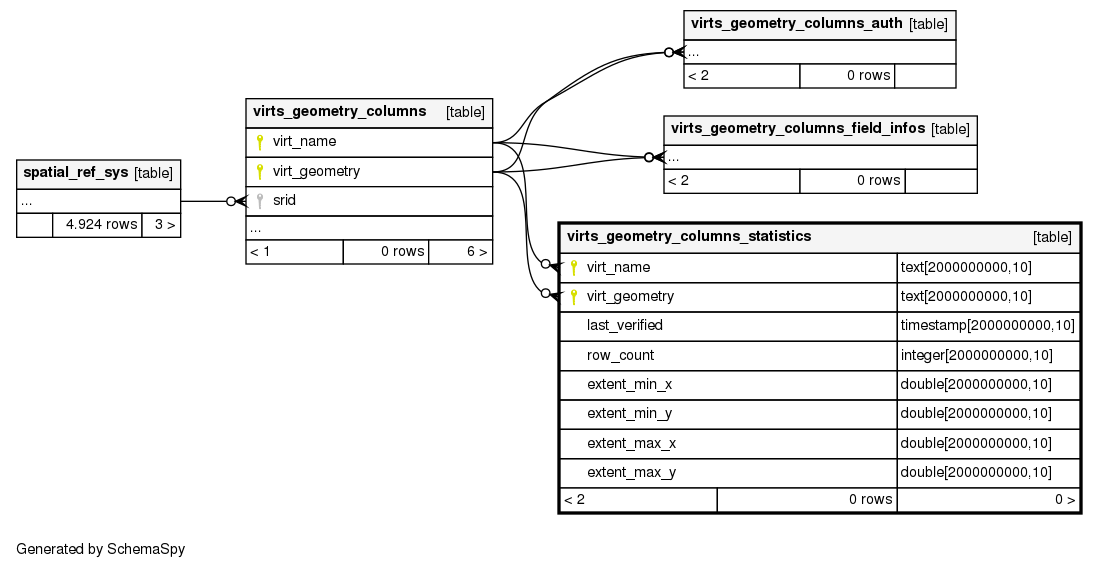 virts_geometry_columns_auth [table]
...
< 2 0 rows
virts_geometry_columns [table]
virt_name
virt_geometry
srid
...
< 1 0 rows 6 >
virts_geometry_columns_field_infos [table]
...
< 2 0 rows
spatial_ref_sys [table]
...
4.924 rows 3 >
virts_geometry_columns_statistics [table]
virt_name text[2000000000,10]
virt_geometry text[2000000000,10]
last_verified timestamp[2000000000,10]
row_count integer[2000000000,10]
extent_min_x double[2000000000,10]
extent_min_y double[2000000000,10]
extent_max_x double[2000000000,10]
extent_max_y double[2000000000,10]
< 2 0 rows 0 >
Generated by SchemaSpy